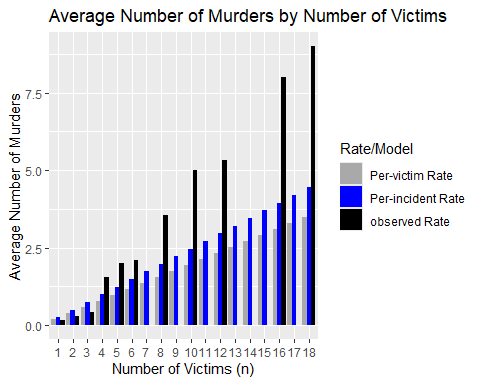 Average Number of Murders by Number of Victims
Average Number of Murders
7.5
5.0
2.5
0.0
1 2 3 4 5 6 7 8 9 10 11 12 13 14 15 16 17 18
Number of Victims (n)
Rate/Model
Per-victim Rate
Per-incident Rate
observed Rate